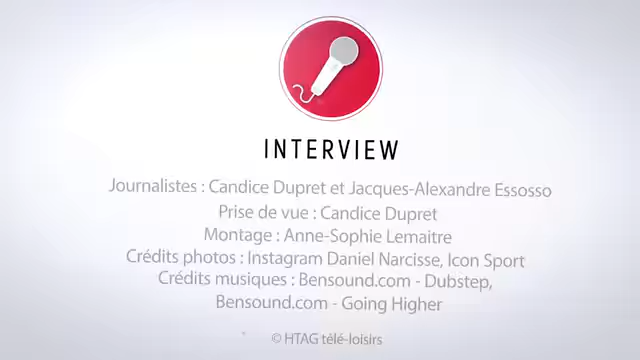 INTERVIEW
Journalistes : Candice Dupret et Jacques-Alexandre Essosso
Prise de vue : Candice Dupret
Montage : Anne-Sophie Lemaitre
Crédits photos : Instagram Daniel Narcisse, Icon Sport
Crédits musiques : Bensound.com - Dubstep,
Bensound.com - Going Higher
© HTAG télé-loisirs